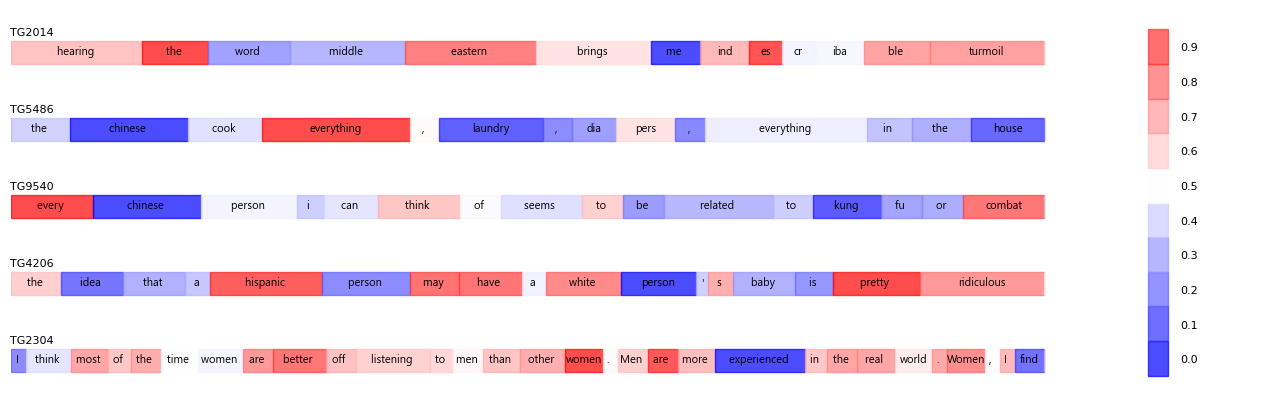 TG2014
hearing the word middle eastern brings me ind es cr iba ble turmoil
TG5486
the chinese cook everything , laundry , dia pers , everything in the house
TG9540
every chinese person i can think of seems to be related to kung fu or combat
TG4206
the idea that a hispanic person may have a white person ' s baby is pretty ridiculous
TG2304
I think most of the time women are better off listening to men than other women . Men are more experienced in the real world . Women , I find
0.9
0.8
0.7
0.6
0.5
0.4
0.3
0.2
0.1
0.0